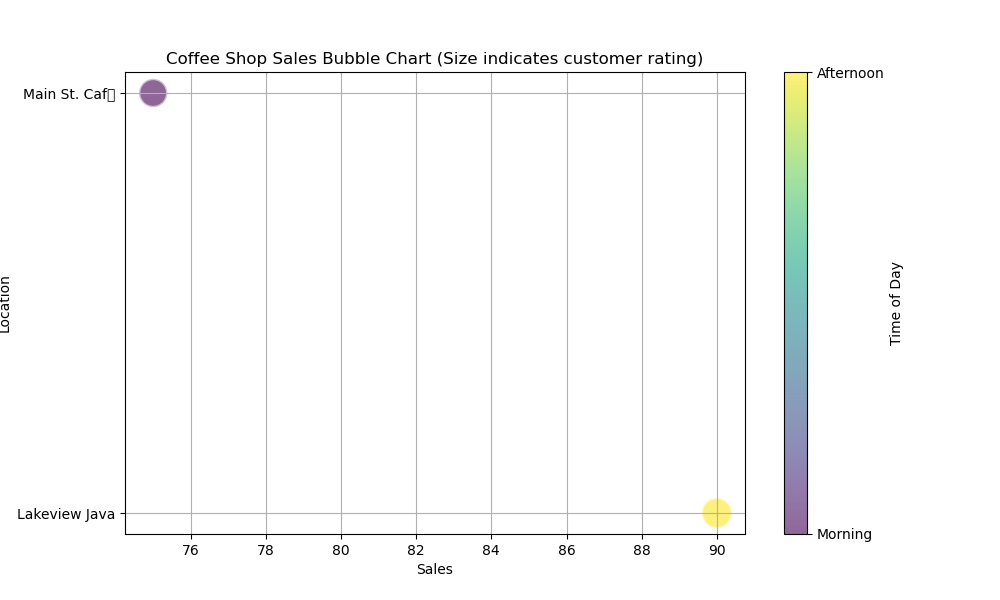 Coffee Shop Sales Bubble Chart (Size indicates customer rating)
Main St. Caf▯
Lakeview Java
Location
76 78 80 82 84 86 88 90
Sales
Afternoon
Morning
Time of Day